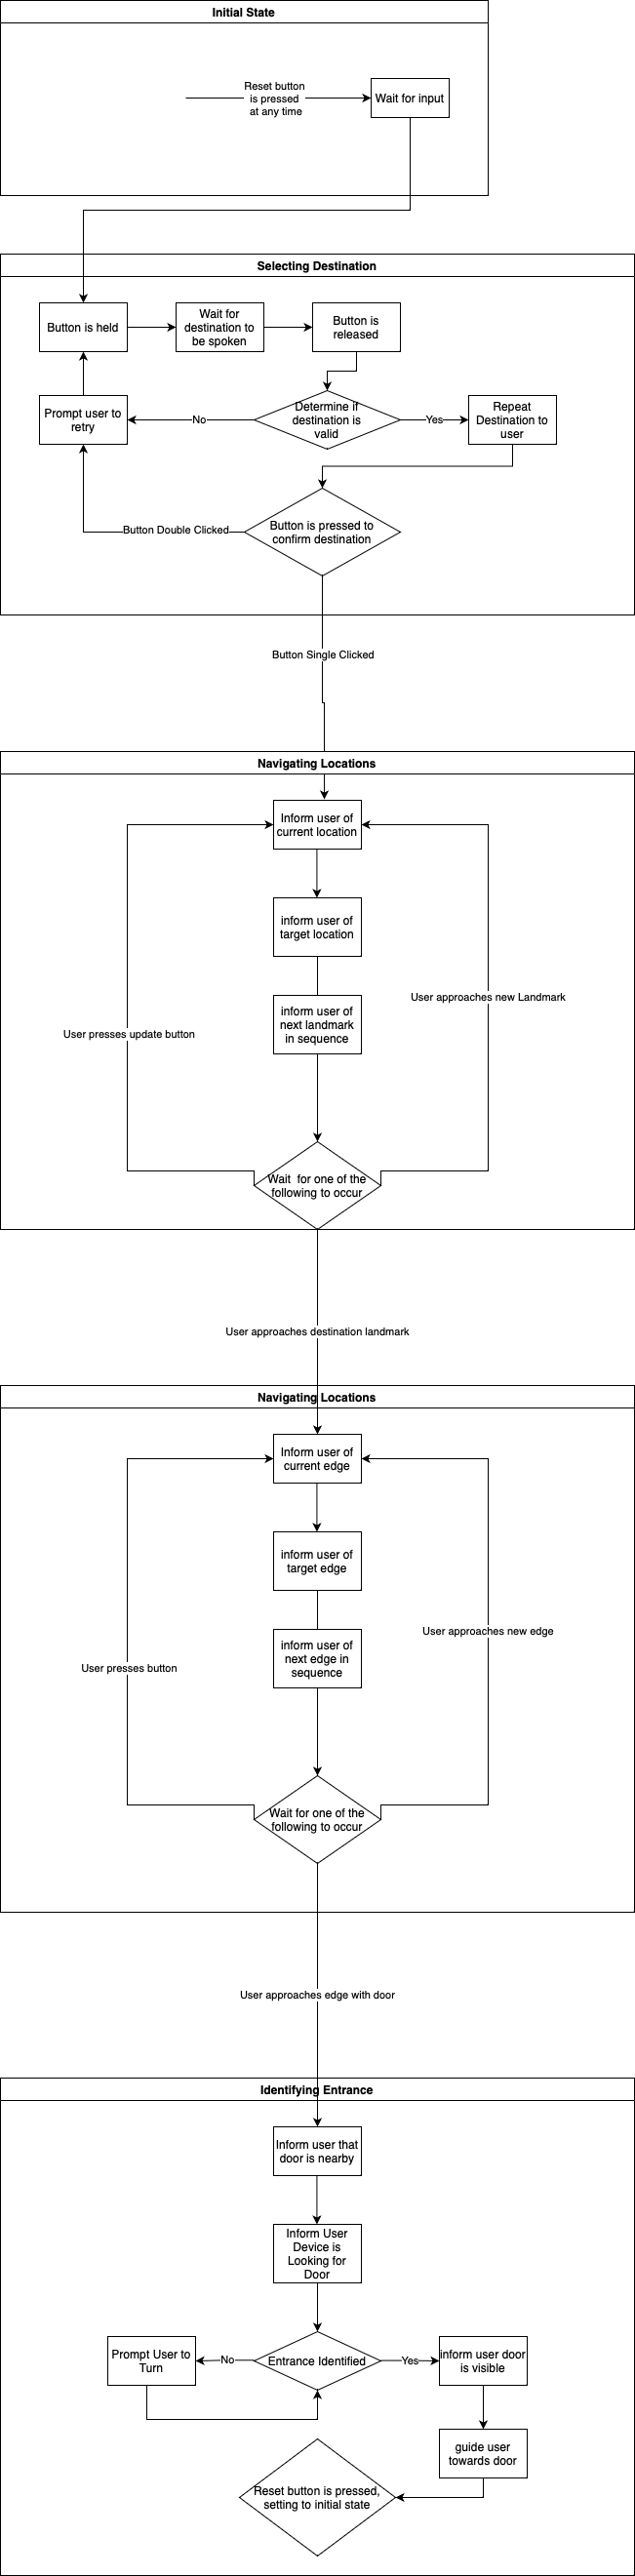 Initial State
Reset button
is pressed
at any time
Wait for input
Selecting Destination
Button is held
Wait for
destination to
be spoken
Button is
released
Prompt user to
retry
No
Determine if
destination is
valid
Yes
Repeat
Destination to
user
Button Double Clicked
Button is pressed to
confirm destination
Button Single Clicked
Navigating Locations
Inform user of
current location
inform user of
target location
User approaches new Landmark
inform user of
next landmark
in sequence
User presses update button
Wait for one of the
following to occur
User approaches destination landmark
Navigating Locations
Inform user of
current edge
inform user of
target edge
User approaches new edge
inform user of
next edge in
sequence
User presses button
Wait for one of the
following to occur
User approaches edge with door
Identifying Entrance
Inform user that
door is nearby
Inform User
Device is
Looking for
Door
Prompt User to
Turn
No
Entrance Identified
Yes
inform user door
is visible
guide user
towards door
Reset button is pressed,
setting to initial state